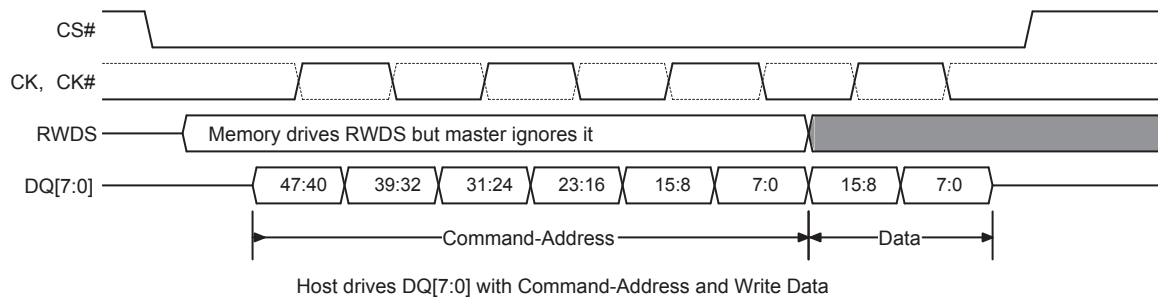 CS#
CK, CK#
RWDS Memory drives RWDS but master ignores it
DQ[7:0] 47:40 39:32 31:24 23:16 15:8 7:0 15:8 7:0
Command-Address Data
Host drives DQ[7:0] with Command-Address and Write Data